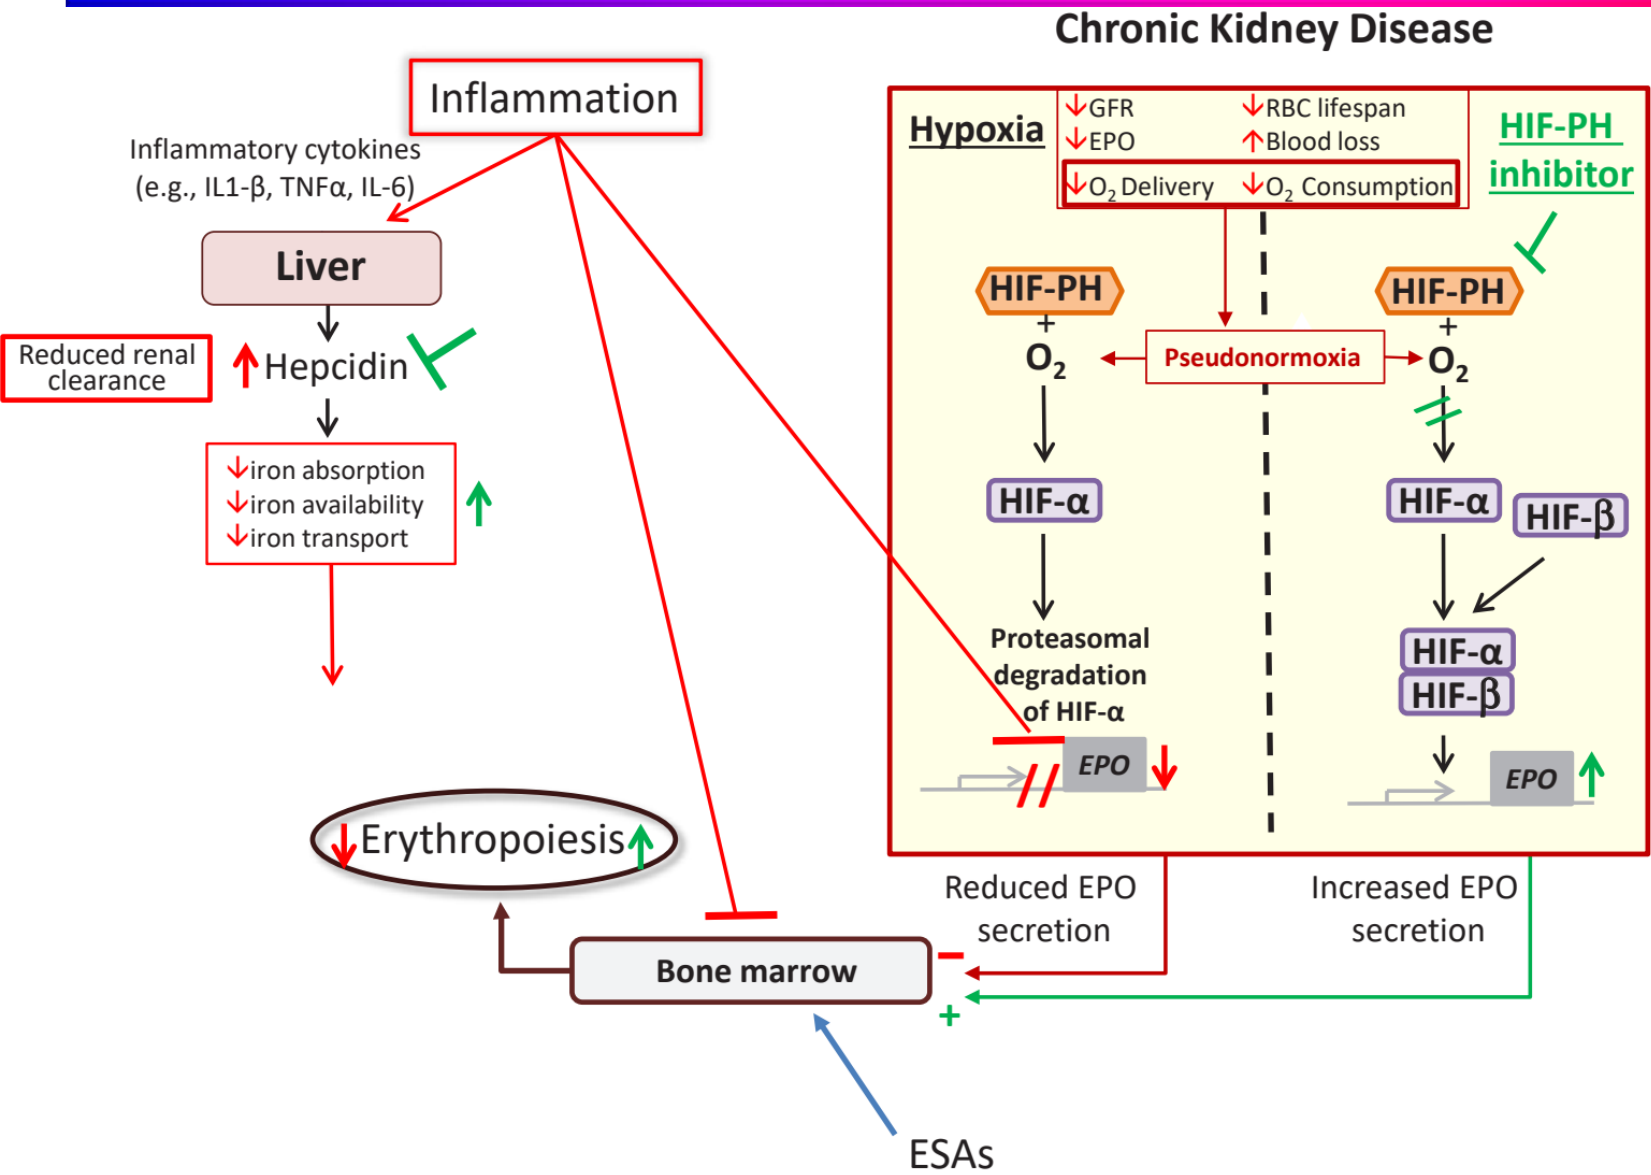 Chronic Kidney Disease
Inflammation
Inflammatory cytokines
(e.g., IL1-β, TNFα, IL-6)
Liver
Reduced renal
clearance
↑ Hepcidin
↓iron absorption
↓iron availability
↓iron transport
↓Erythropoiesis↑
Bone marrow
ESAs
Hypoxia
↓GFR
↓EPO
↓O₂ Delivery
↓RBC lifespan
↑Blood loss
↓O₂ Consumption
HIF-PH
inhibitor
HIF-PH
+
O₂
Pseudonormoxia
HIF-PH
+
O₂
HIF-α
Proteasomal
degradation
of HIF-α
EPO
HIF-α
HIF-β
HIF-α
HIF-β
EPO
Reduced EPO
secretion
Increased EPO
secretion
−
+